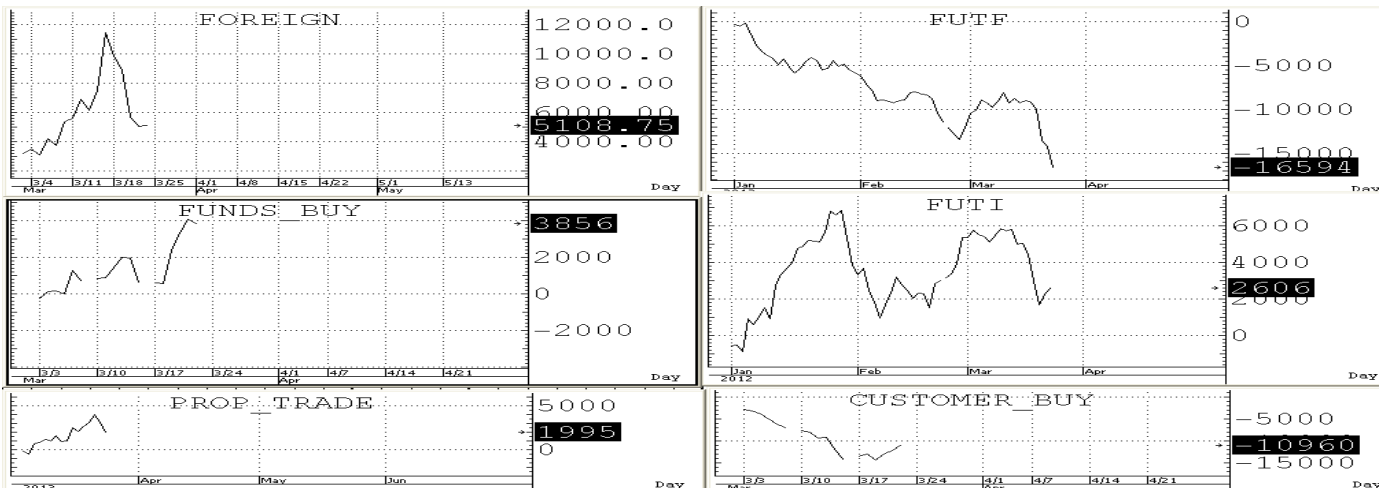 FOREIGN
12000.0
10000.0
8000.00
6000.00
5108.75
4000.00
3/4 3/11 3/18 3/25 4/1 4/8 4/15 4/22 5/1 5/13
Mar Apr May Day
FUTF
0
-5000
-10000
-15000
-16594
Jan Feb Mar Apr
Day
FUNDS_BUY
3856
2000
0
-2000
3/3 3/10 3/17 3/24 4/1 4/7 4/14 4/21
Mar Apr Day
FUTI
6000
4000
2606
2000
0
Jan Feb Mar Apr
2012 Day
PROP_TRADE
5000
1995
0
Apr May Jun
Day
CUSTOMER_BUY
-5000
-10960
-15000
3/3 3/10 3/17 3/24 4/1 4/7 4/14 4/21
Day